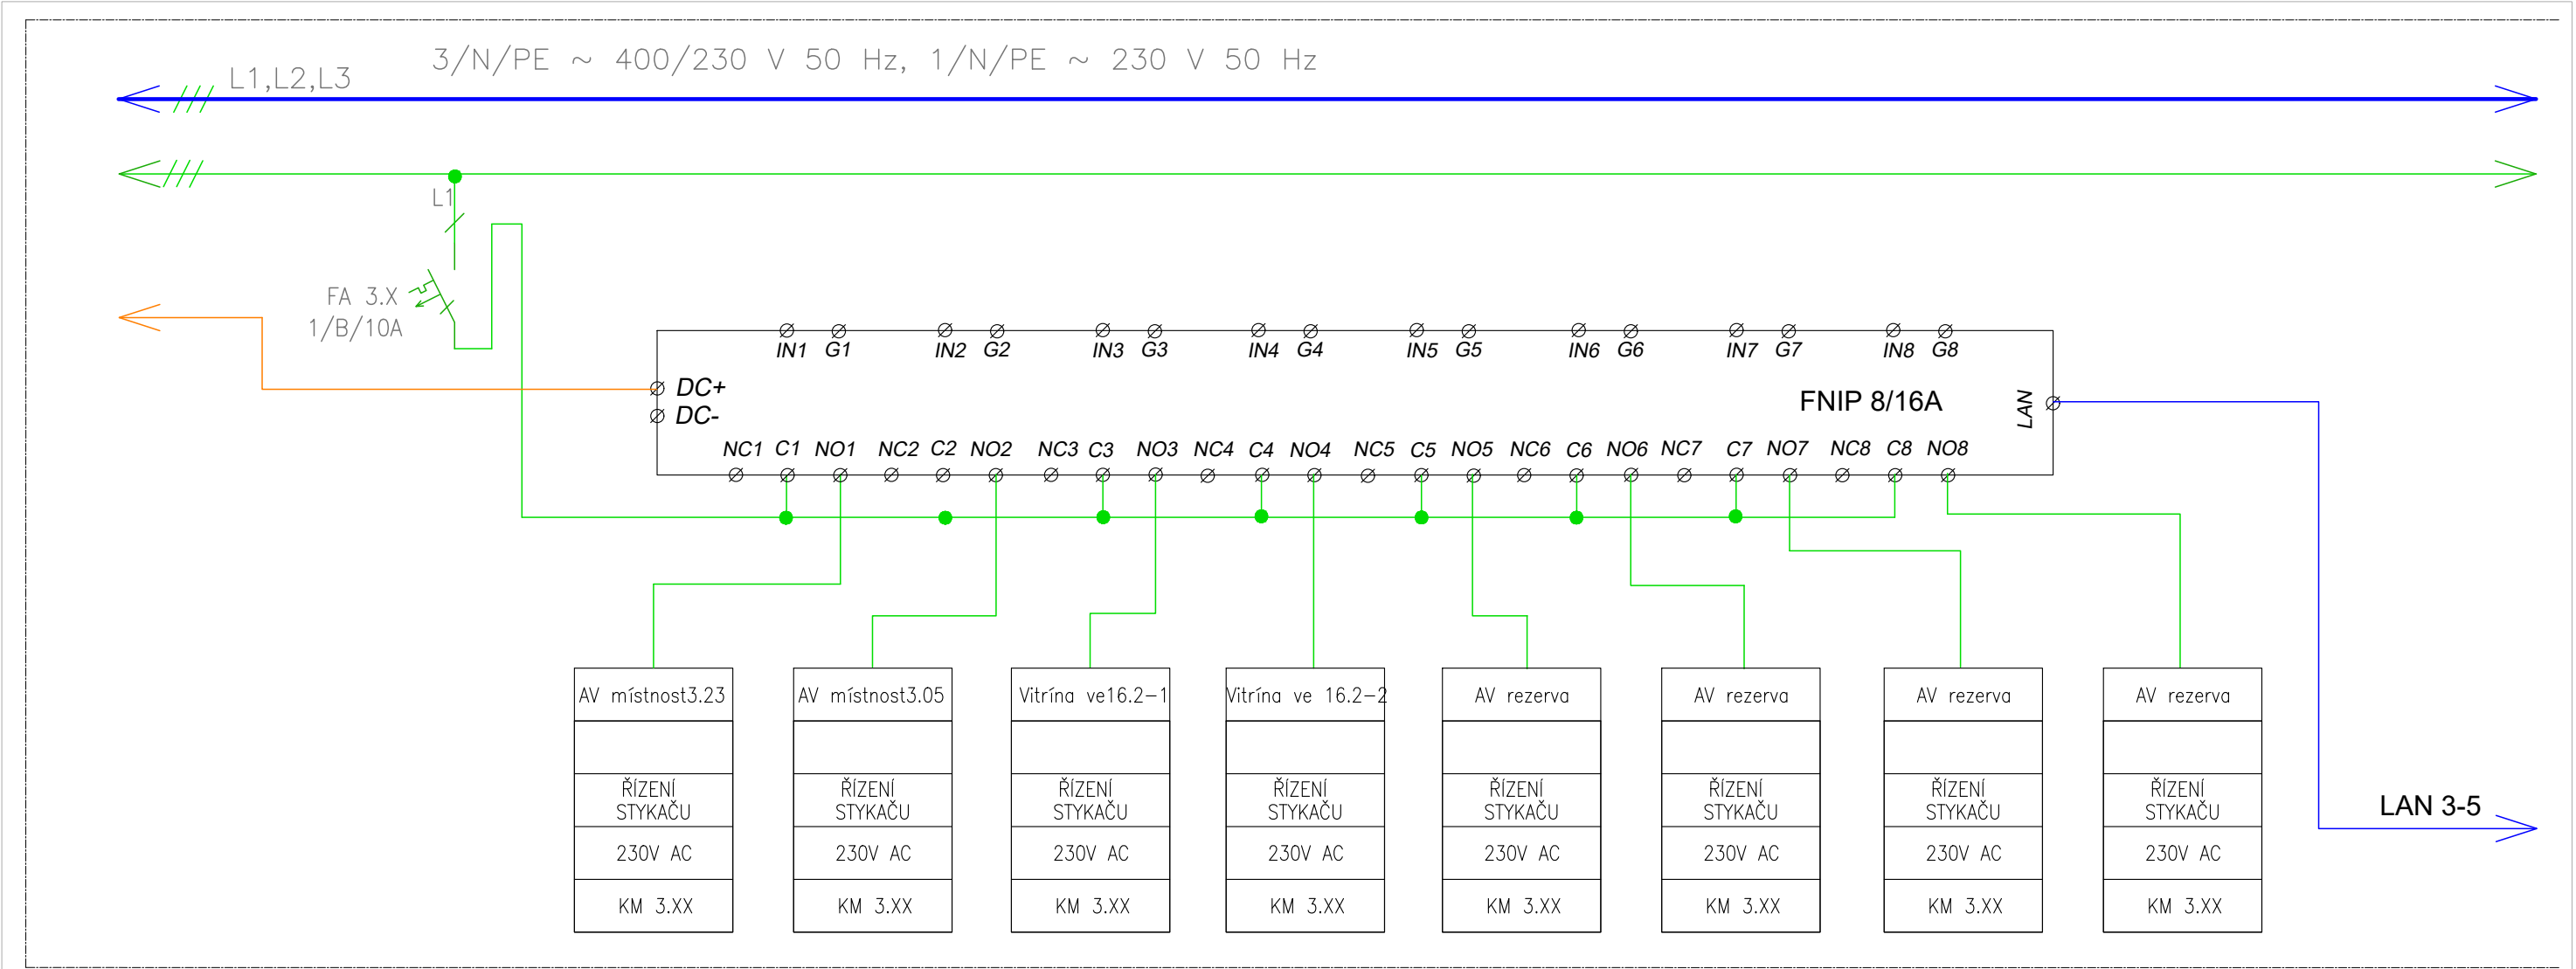 3/N/PE ~ 400/230 V 50 Hz, 1/N/PE ~ 230 V 50 Hz
L1,L2,L3
L1
FA 3.X
1/B/10A
IN1 G1 IN2 G2 IN3 G3 IN4 G4 IN5 G5 IN6 G6 IN7 G7 IN8 G8
DC+
DC-
FNIP 8/16A
LAN
NC1 C1 NO1 NC2 C2 NO2 NC3 C3 NO3 NC4 C4 NO4 NC5 C5 NO5 NC6 C6 NO6 NC7 C7 NO7 NC8 C8 NO8
AV místnost3.23
ŘÍZENÍ
STYKAČU
230V AC
KM 3.XX
AV místnost3.05
ŘÍZENÍ
STYKAČU
230V AC
KM 3.XX
Vitrína ve16.2-1
ŘÍZENÍ
STYKAČU
230V AC
KM 3.XX
Vitrína ve 16.2-2
ŘÍZENÍ
STYKAČU
230V AC
KM 3.XX
AV rezerva
ŘÍZENÍ
STYKAČU
230V AC
KM 3.XX
AV rezerva
ŘÍZENÍ
STYKAČU
230V AC
KM 3.XX
AV rezerva
ŘÍZENÍ
STYKAČU
230V AC
KM 3.XX
AV rezerva
ŘÍZENÍ
STYKAČU
230V AC
KM 3.XX
LAN 3-5